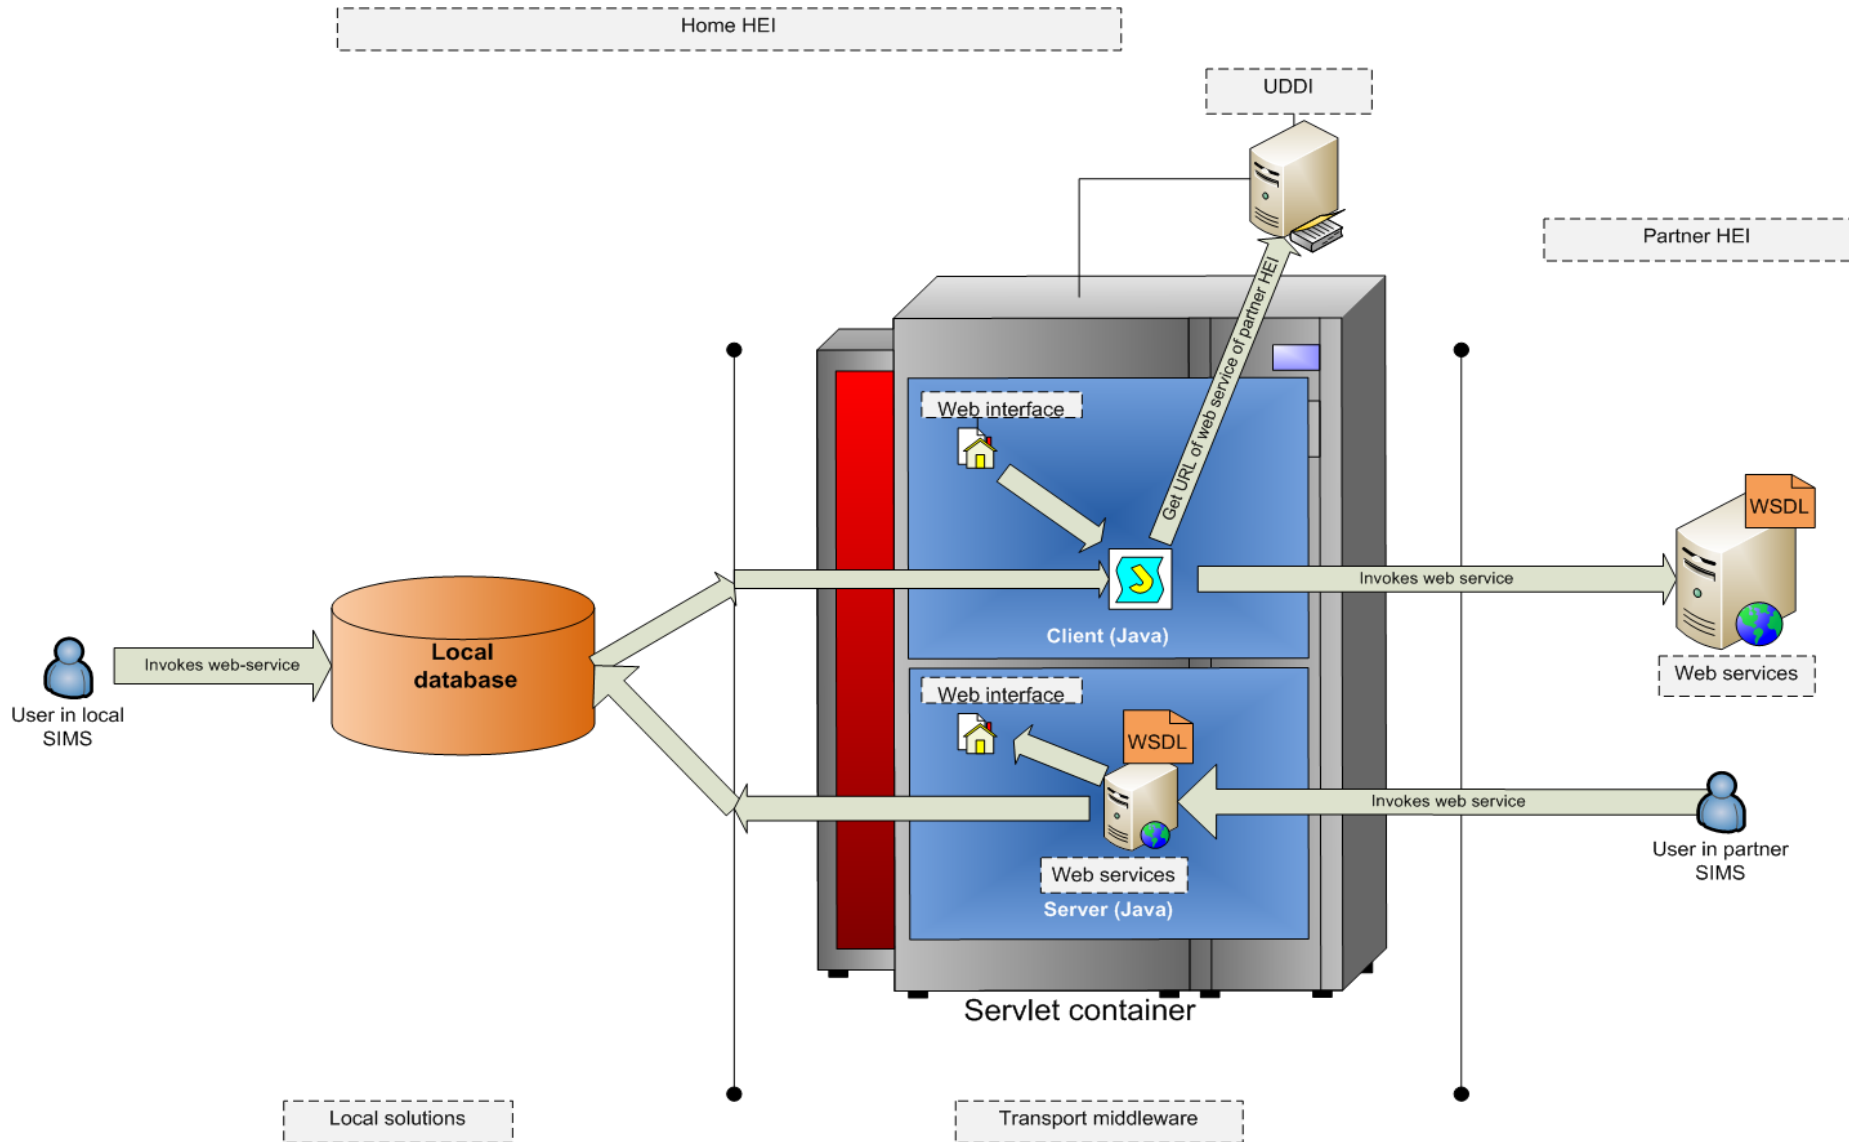 Home HEI
UDDI
Partner HEI
Get URL of web service of partner HEI
Web interface
WSDL
Invokes web service
Client (Java)
Local
database
Invokes web-service
User in local
SIMS
Web services
Web interface
WSDL
Invokes web service
User in partner
SIMS
Web services
Server (Java)
Servlet container
Local solutions
Transport middleware